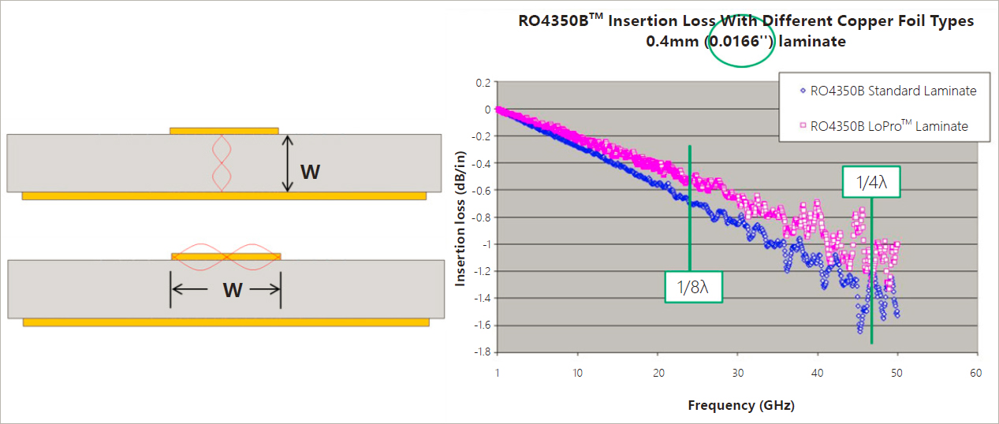 RO4350B™ Insertion Loss With Different Copper Foil Types
0.4mm (0.0166'') laminate
W
W
RO4350B Standard Laminate
RO4350B LoPro™ Laminate
Insertion loss (dB/in)
0.2
0
-0.2
-0.4
-0.6
-0.8
-1
-1.2
-1.4
-1.6
-1.8
1/4λ
1/8λ
1 10 20 30 40 50 60
Frequency (GHz)